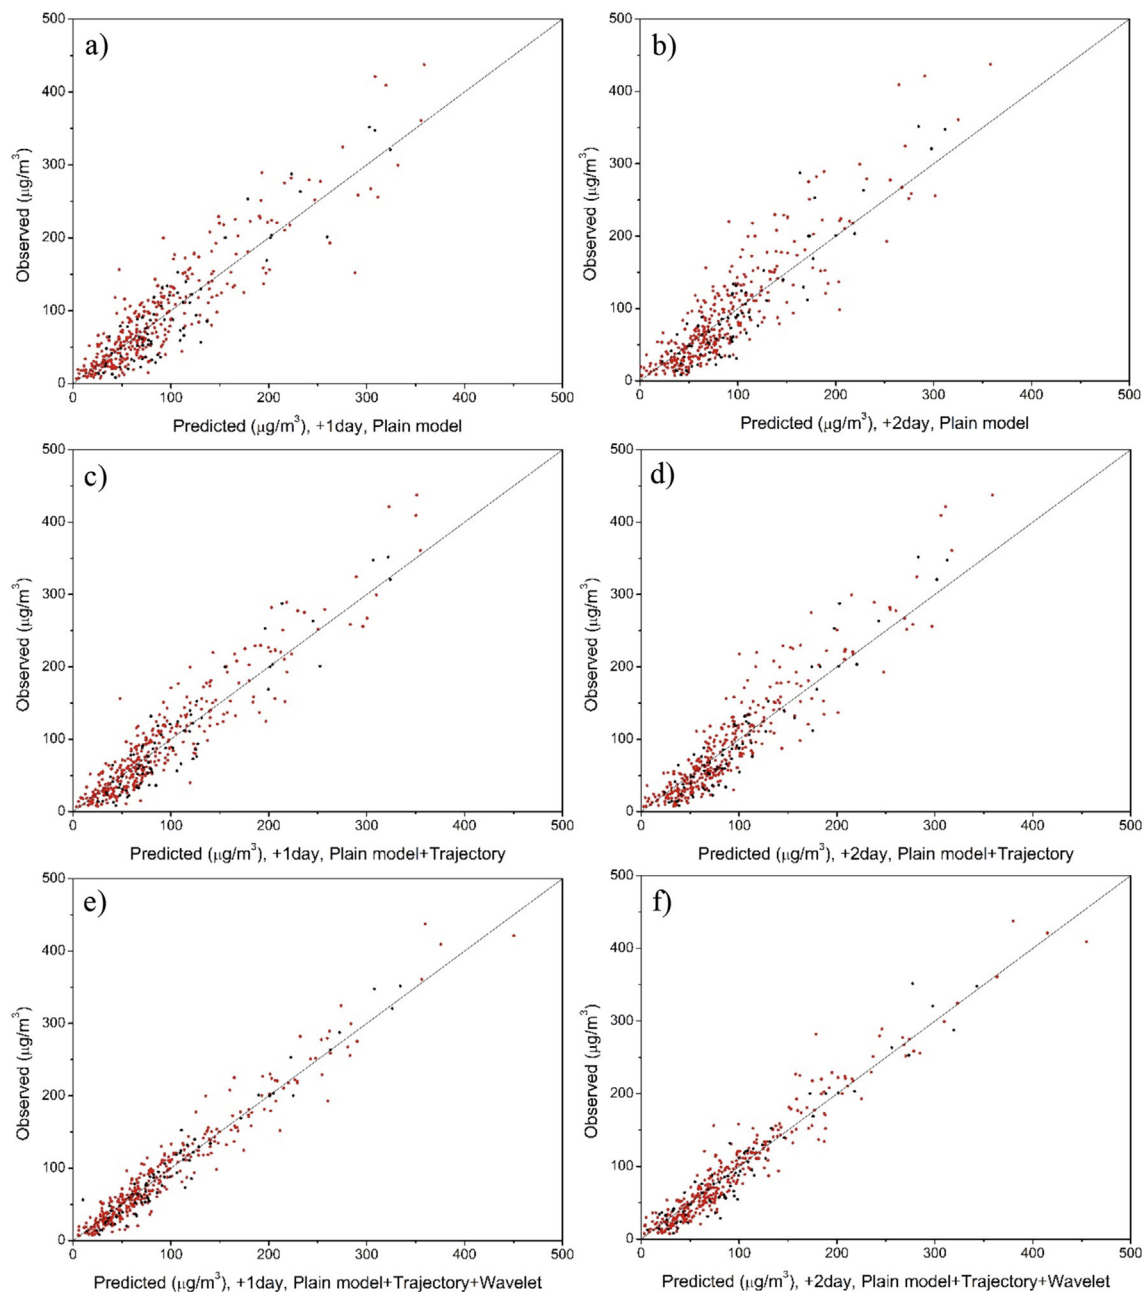 a)
500
400
300
200
100
0
Observed (μg/m³)
0 100 200 300 400 500
Predicted (μg/m³), +1day, Plain model
b)
500
400
300
200
100
0
Observed (μg/m³)
0 100 200 300 400 500
Predicted (μg/m³), +2day, Plain model
c)
500
400
300
200
100
0
Observed (μg/m³)
0 100 200 300 400 500
Predicted (μg/m³), +1day, Plain model+Trajectory
d)
500
400
300
200
100
0
Observed (μg/m³)
0 100 200 300 400 500
Predicted (μg/m³), +2day, Plain model+Trajectory
e)
500
400
300
200
100
0
Observed (μg/m³)
0 100 200 300 400 500
Predicted (μg/m³), +1day, Plain model+Trajectory+Wavelet
f)
500
400
300
200
100
0
Observed (μg/m³)
0 100 200 300 400 500
Predicted (μg/m³), +2day, Plain model+Trajectory+Wavelet